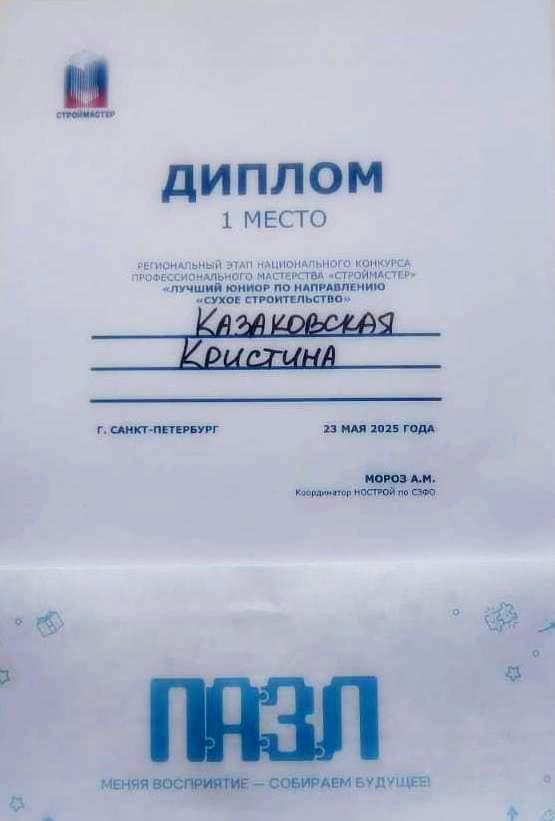 СТРОЙМАСТЕР
ДИПЛОМ
1 МЕСТО
РЕГИОНАЛЬНЫЙ ЭТАП НАЦИОНАЛЬНОГО КОНКУРСА
ПРОФЕССИОНАЛЬНОГО МАСТЕРСТВА «СТРОЙМАСТЕР»
«ЛУЧШИЙ ЮНИОР ПО НАПРАВЛЕНИЮ
«СУХОЕ СТРОИТЕЛЬСТВО»
КАЗАКОВСКАЯ
КРИСТИНА
Г. САНКТ-ПЕТЕРБУРГ 23 МАЯ 2025 ГОДА
МОРОЗ А.М.
Координатор НОСТРОЙ по СЗФО
ПАЗЛ
МЕНЯЯ ВОСПРИЯТИЕ — СОБИРАЕМ БУДУЩЕЕ!